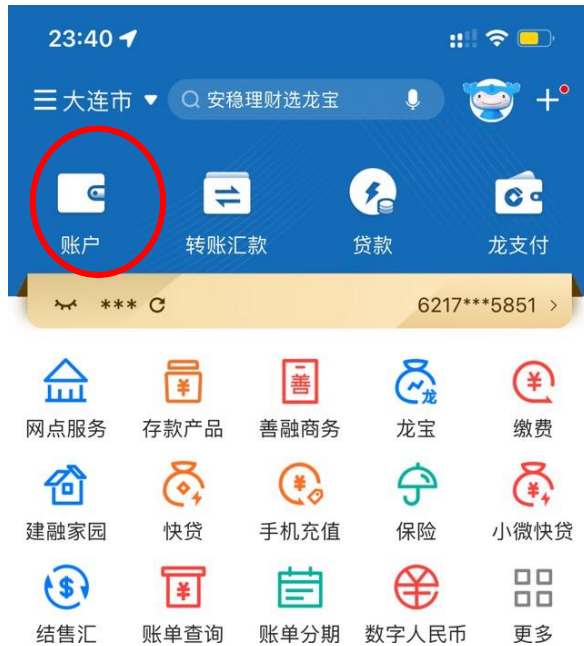 23:40
大连市 安稳理财选龙宝
账户 转账汇款 贷款 龙支付
*** 6217***5851 >
善 龙
网点服务 存款产品 善融商务 龙宝 缴费
建融家园 快贷 手机充值 保险 小微快贷
结售汇 账单查询 账单分期 数字人民币 更多